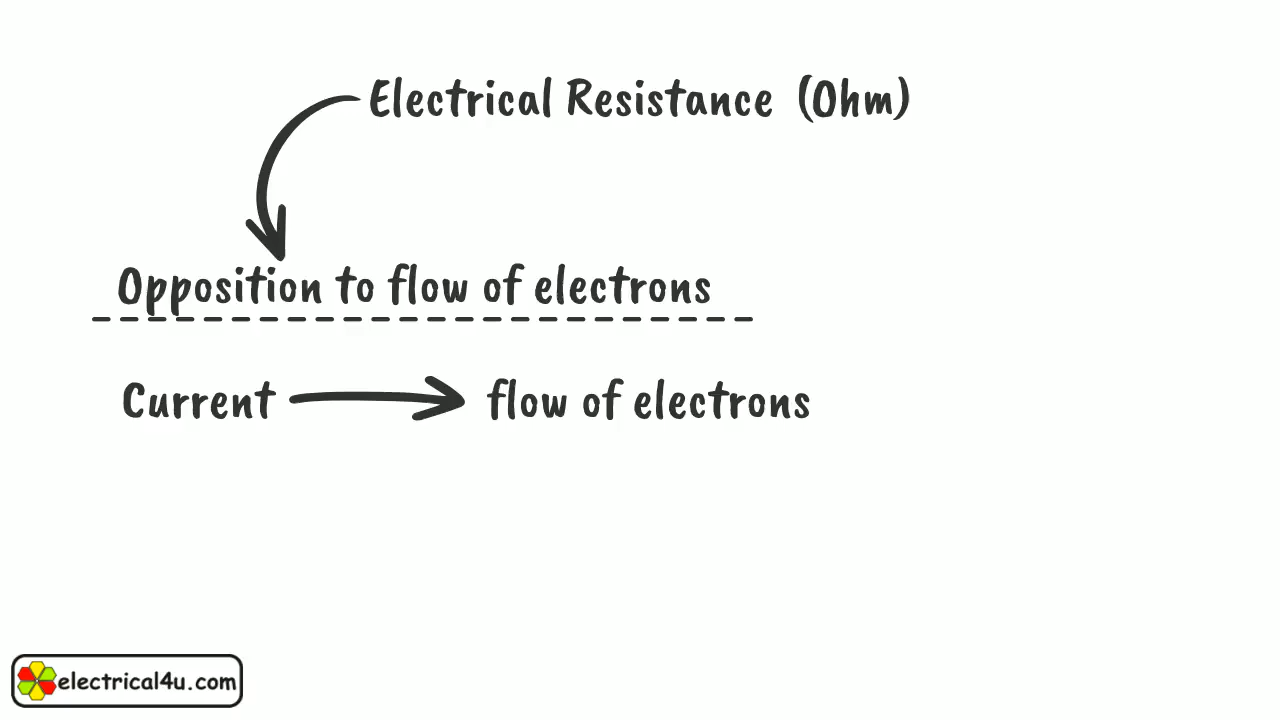 Electrical Resistance (Ohm)
Opposition to flow of electrons
Current flow of electrons
electrical4u.com